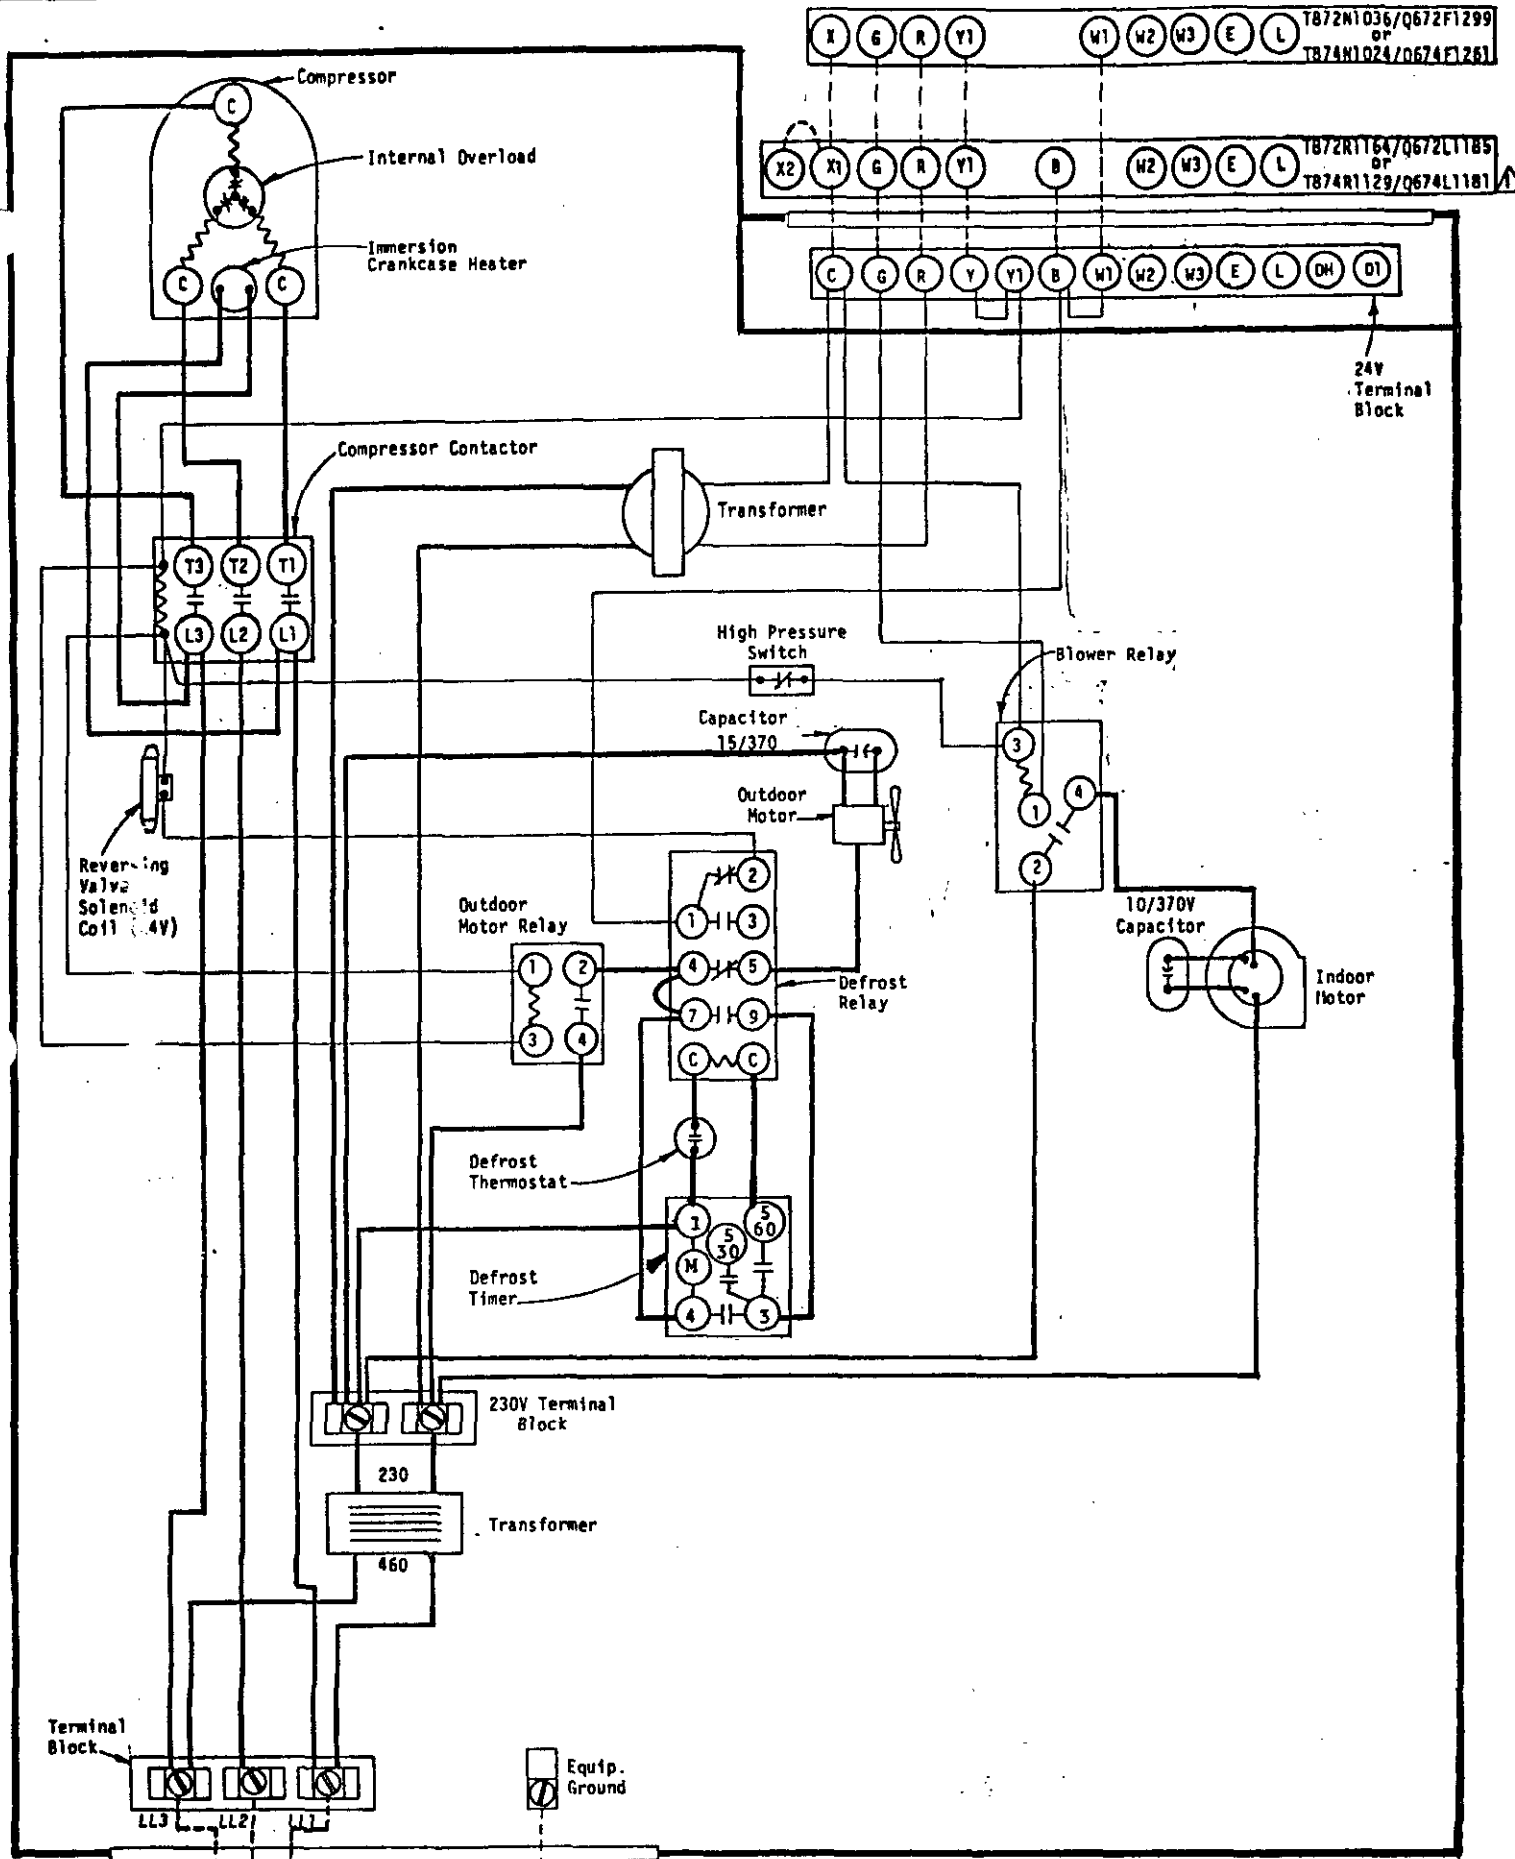 X G R Y1 W1 W2 W3 E L T872N1036/Q672F1299
or
T874N1024/Q674F1261
X2 X1 G R Y1 B W2 W3 E L T872R1164/Q672L1185
or
T874R1129/Q674L1181
C G R Y Y1 B W1 W2 W3 E L DH D1
24V
Terminal
Block
Compressor
C
Internal Overload
Immersion
Crankcase Heater
C C
Compressor Contactor
T3 T2 T1
L3 L2 L1
Transformer
High Pressure
Switch
Blower Relay
Capacitor
15/370
Outdoor
Motor
3
4
1
2
Valve
Coil
Outdoor
Motor Relay
1 2
3 4
2
1 3
4 5
7 9
C C
Defrost
Relay
10/370V
Capacitor
Indoor
Motor
Defrost
Thermostat
Defrost
Timer
1 5
60
5
30
M
4 3
230V Terminal
Block
230
Transformer
460
Terminal
Block
LL3 LL2 LL1
Equip.
Ground